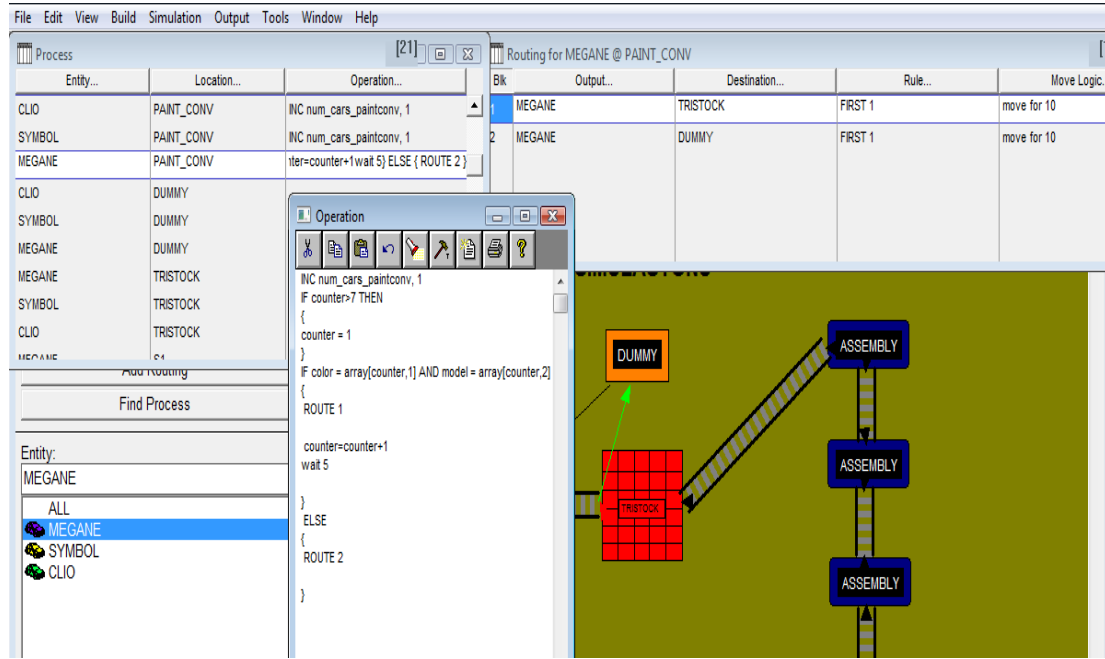 File Edit View Build Simulation Output Tools Window Help
Process [21]
Entity... Location... Operation...
CLIO PAINT_CONV INC num_cars_paintconv, 1
SYMBOL PAINT_CONV INC num_cars_paintconv, 1
MEGANE PAINT_CONV nter=counter+1wait 5} ELSE { ROUTE 2 }
CLIO DUMMY
SYMBOL DUMMY
MEGANE DUMMY
MEGANE TRISTOCK
SYMBOL TRISTOCK
CLIO TRISTOCK
MEGANE S1
Routing for MEGANE @ PAINT_CONV
Blk Output... Destination... Rule... Move Logic.
1 MEGANE TRISTOCK FIRST 1 move for 10
2 MEGANE DUMMY FIRST 1 move for 10
Add Routing
Find Process
Entity:
MEGANE
ALL
MEGANE
SYMBOL
CLIO
Operation
INC num_cars_paintconv, 1
IF counter>7 THEN
{
counter = 1
}
IF color = array[counter,1] AND model = array[counter,2]
{
ROUTE 1
counter=counter+1
wait 5
}
ELSE
{
ROUTE 2
}
DUMMY
TRISTOCK
ASSEMBLY
ASSEMBLY
ASSEMBLY